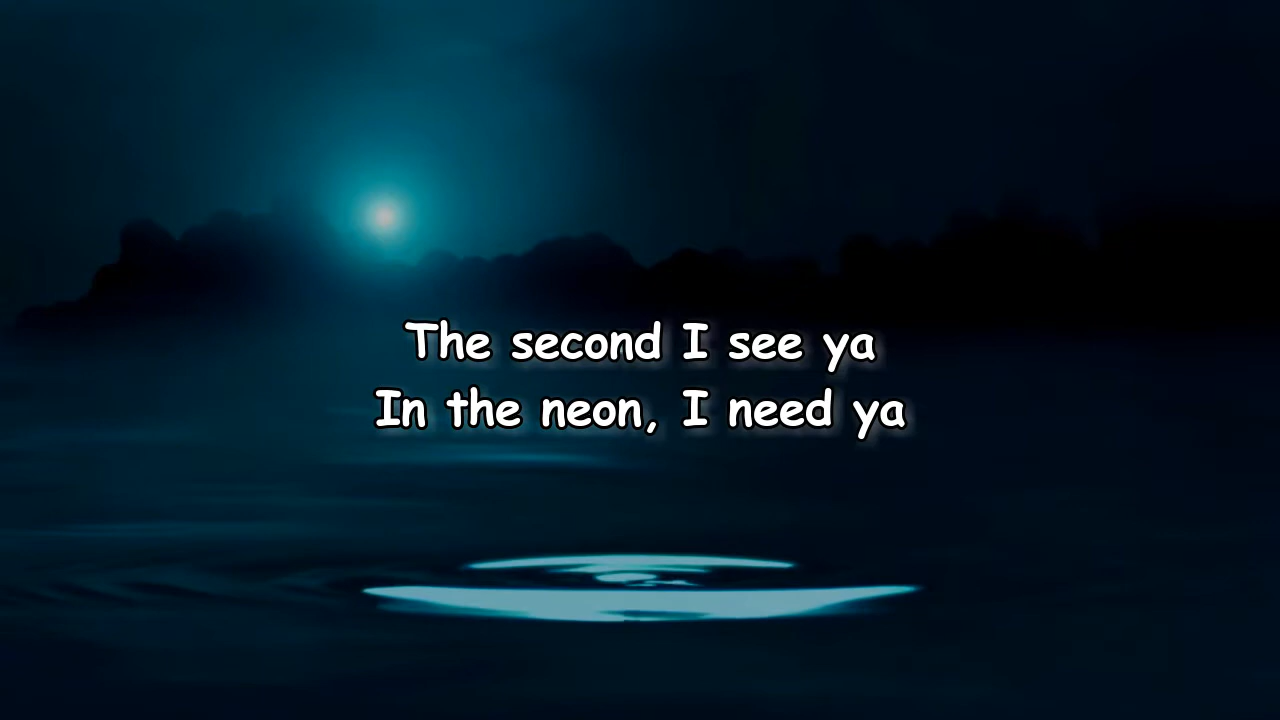 The second I see ya
In the neon, I need ya